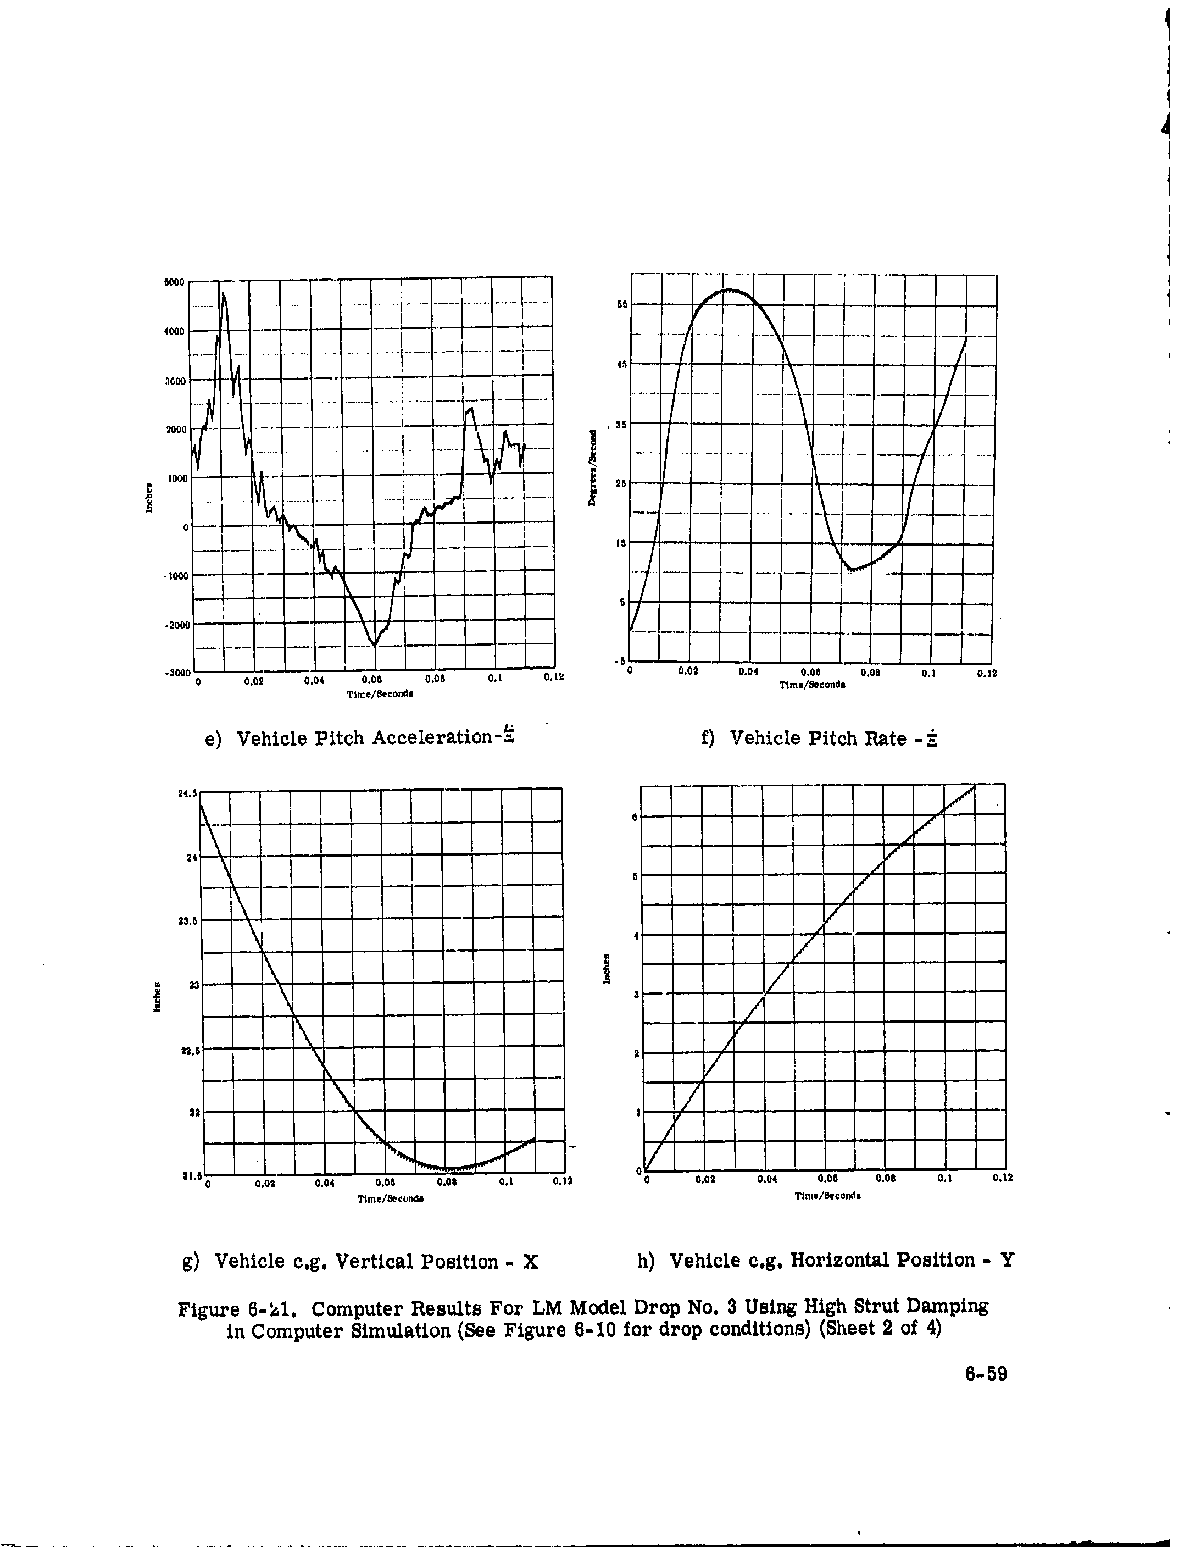 5000
4000
3000
2000
1000
0
-1000
-2000
-3000
Inches
0 0.02 0.04 0.06 0.08 0.1 0.12
Time/Seconds
e) Vehicle Pitch Acceleration-Ξ̈
55
45
35
25
15
5
-5
Degrees/Second
0 0.02 0.04 0.06 0.08 0.1 0.12
Time/Seconds
f) Vehicle Pitch Rate -Ξ̇
24.5
24
23.5
23
22.5
22
21.5
Inches
0 0.02 0.04 0.06 0.08 0.1 0.12
Time/Seconds
g) Vehicle c.g. Vertical Position - X
6
5
4
3
2
1
0
Inches
0 0.02 0.04 0.06 0.08 0.1 0.12
Time/Seconds
h) Vehicle c.g. Horizontal Position - Y
Figure 6-21. Computer Results For LM Model Drop No. 3 Using High Strut Damping
in Computer Simulation (See Figure 6-10 for drop conditions) (Sheet 2 of 4)
6-59